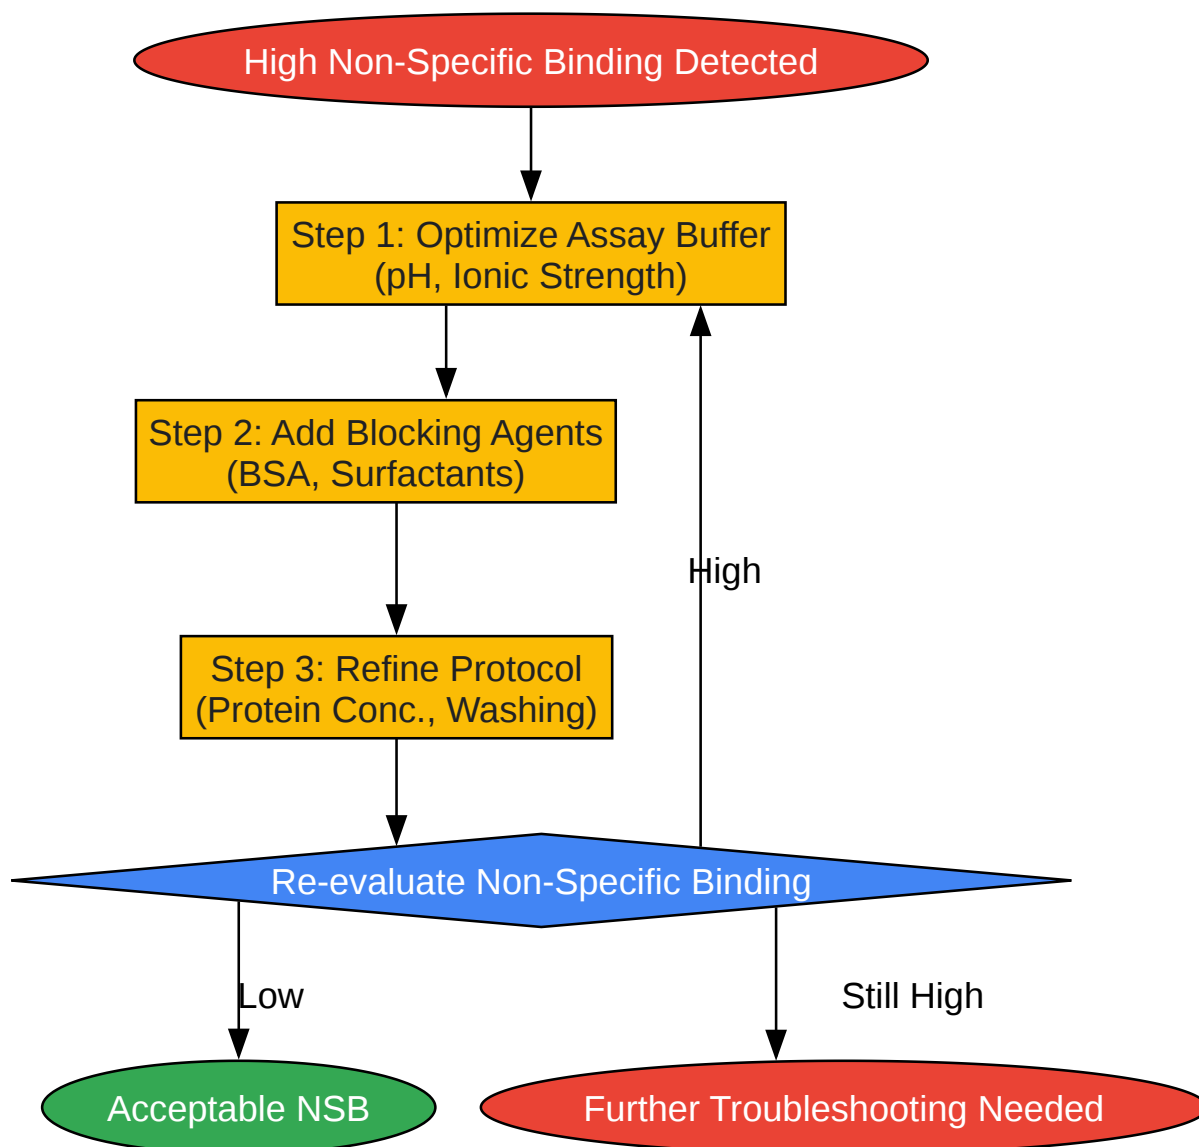 High Non-Specific Binding Detected
Step 1: Optimize Assay Buffer
(pH, Ionic Strength)
Step 2: Add Blocking Agents
(BSA, Surfactants)
High
Step 3: Refine Protocol
(Protein Conc., Washing)
Re-evaluate Non-Specific Binding
Low
Still High
Acceptable NSB
Further Troubleshooting Needed